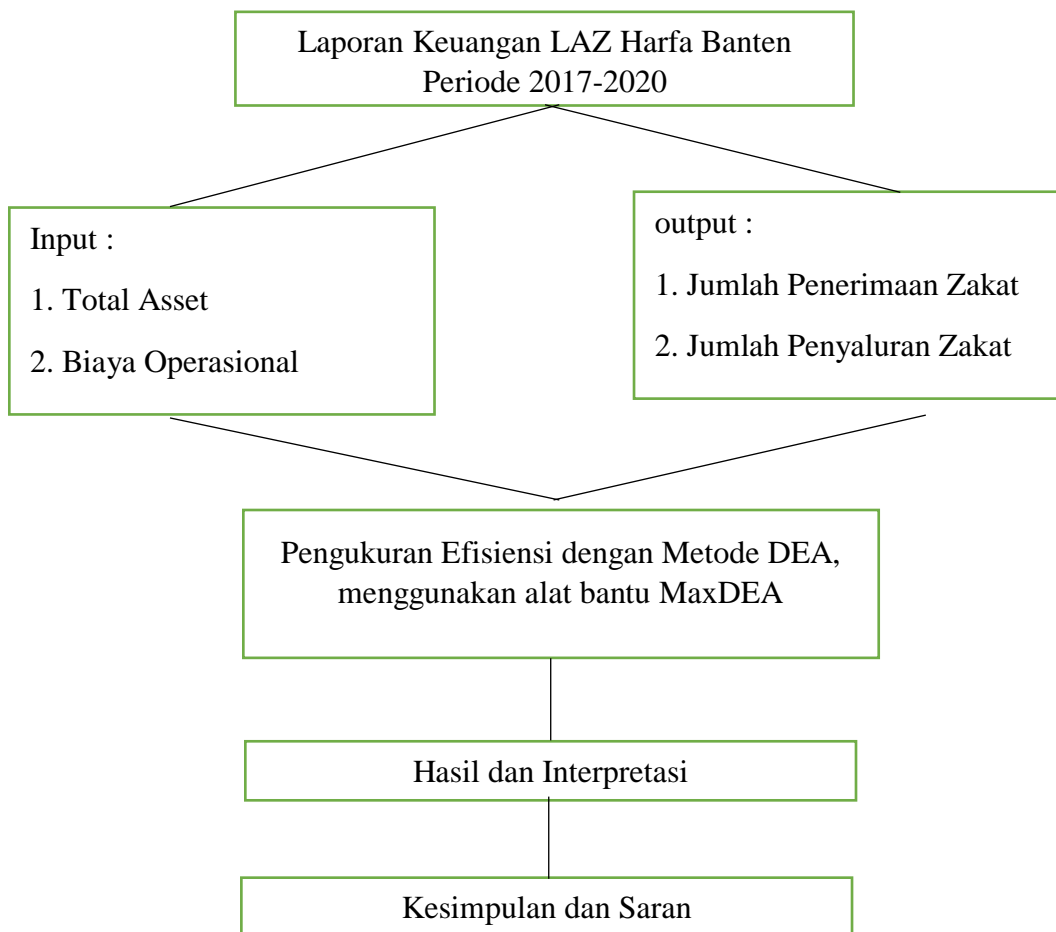 Laporan Keuangan LAZ Harfa Banten
Periode 2017-2020
Input :
1. Total Asset
2. Biaya Operasional
output :
1. Jumlah Penerimaan Zakat
2. Jumlah Penyaluran Zakat
Pengukuran Efisiensi dengan Metode DEA,
menggunakan alat bantu MaxDEA
Hasil dan Interpretasi
Kesimpulan dan Saran